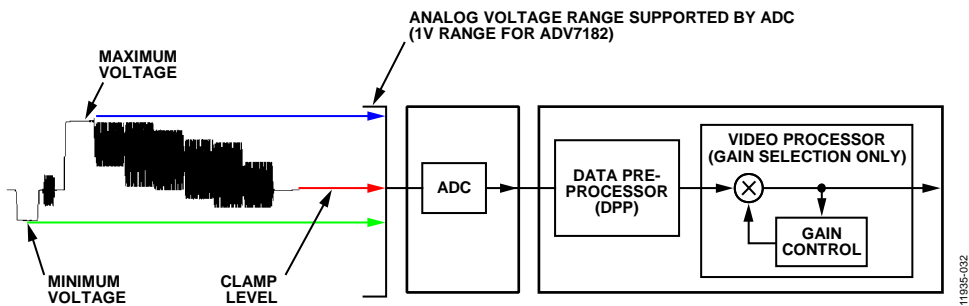 ANALOG VOLTAGE RANGE SUPPORTED BY ADC
(1V RANGE FOR ADV7182)
MAXIMUM
VOLTAGE
VIDEO PROCESSOR
(GAIN SELECTION ONLY)
ADC
DATA PRE-
PROCESSOR
(DPP)
GAIN
CONTROL
MINIMUM
VOLTAGE
CLAMP
LEVEL
11935-032